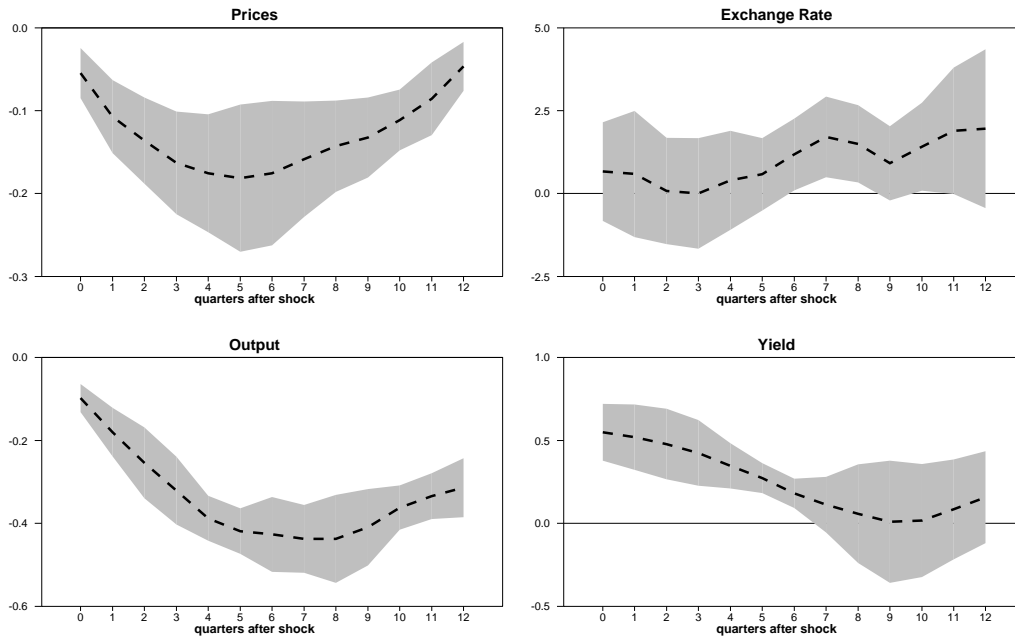 Prices
0.0
-0.1
-0.2
-0.3
0 1 2 3 4 5 6 7 8 9 10 11 12
quarters after shock
Exchange Rate
5.0
2.5
0.0
-2.5
0 1 2 3 4 5 6 7 8 9 10 11 12
quarters after shock
Output
0.0
-0.2
-0.4
-0.6
0 1 2 3 4 5 6 7 8 9 10 11 12
quarters after shock
Yield
1.0
0.5
0.0
-0.5
0 1 2 3 4 5 6 7 8 9 10 11 12
quarters after shock